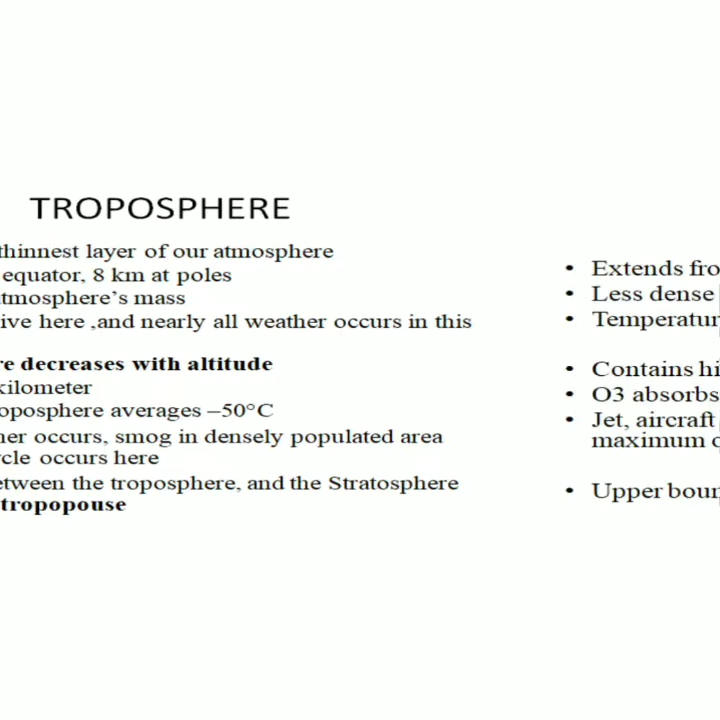 TROPOSPHERE
thinnest layer of our atmosphere
equator, 8 km at poles
atmosphere’s mass
ive here ,and nearly all weather occurs in this
re decreases with altitude
kilometer
oposphere averages –50°C
her occurs, smog in densely populated area
cle occurs here
etween the troposphere, and the Stratosphere
tropopouse
• Extends fro
• Less dense
• Temperatur
• Contains hi
• O3 absorbs
• Jet, aircraft
maximum
• Upper boun